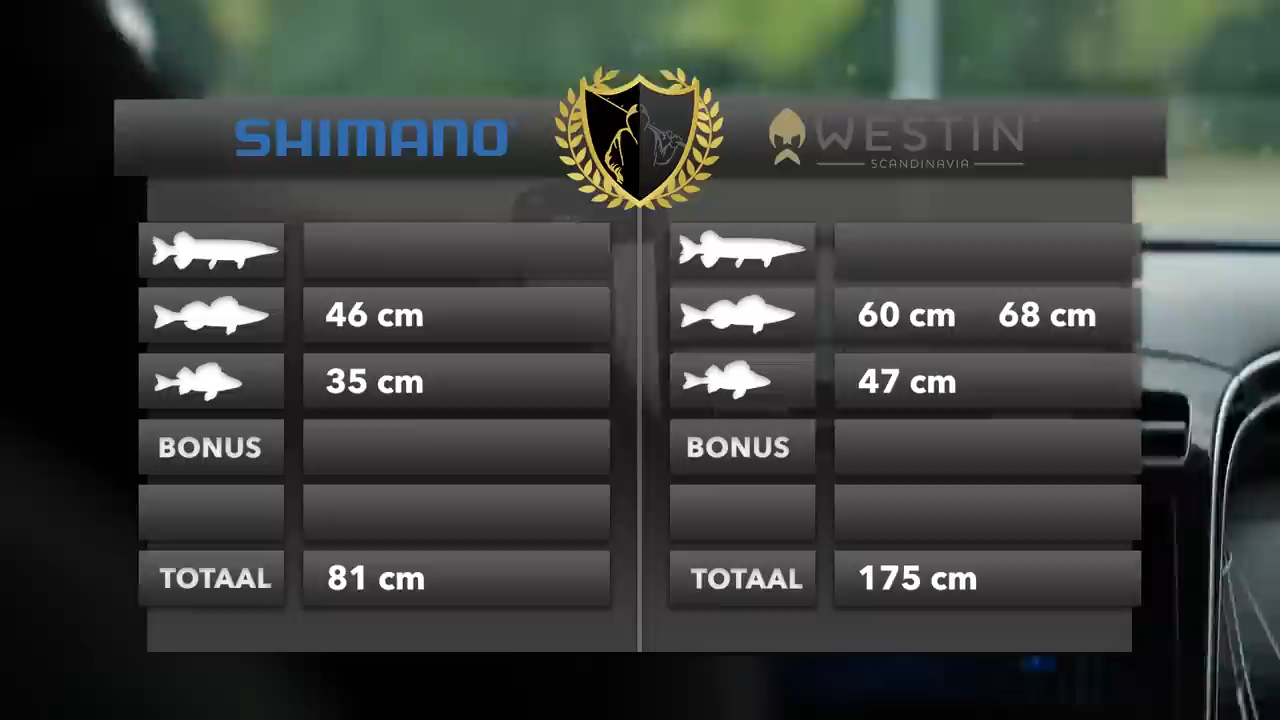 SHIMANO
WESTIN
SCANDINAVIA
46 cm
35 cm
BONUS
TOTAAL
81 cm
60 cm 68 cm
47 cm
BONUS
TOTAAL
175 cm